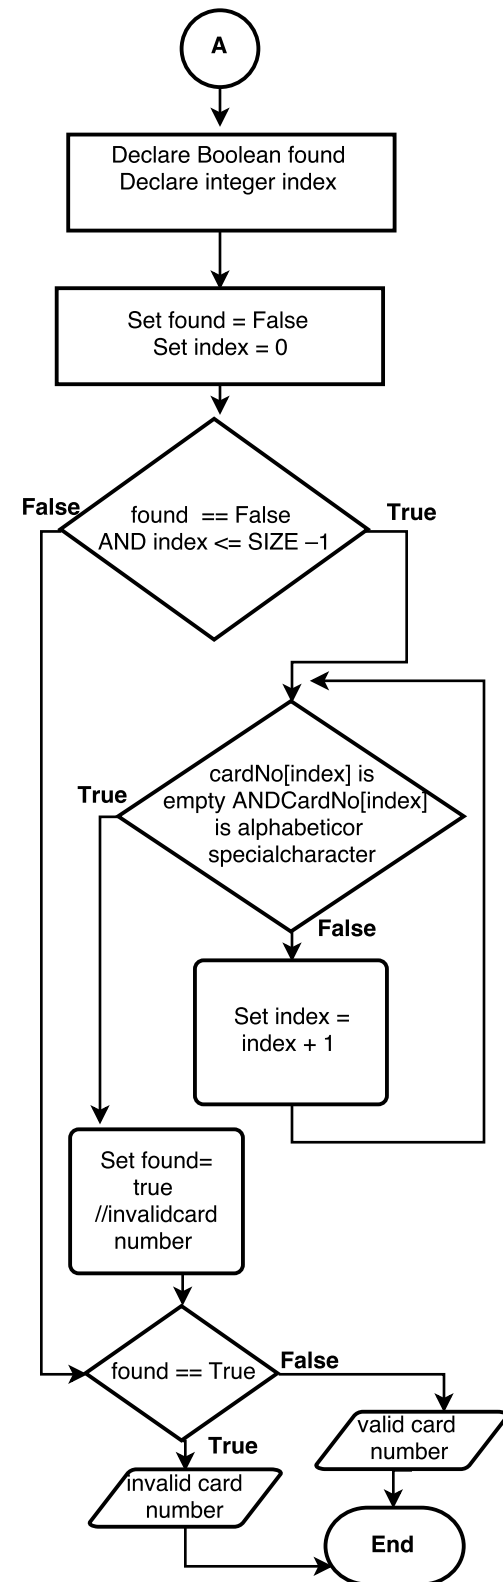 A
Declare Boolean found
Declare integer index
Set found = False
Set index = 0
False
True
found == False
AND index <= SIZE –1
True
cardNo[index] is
empty ANDCardNo[index]
is alphabeticor
specialcharacter
False
Set index =
index + 1
Set found=
true
//invalidcard
number
found == True
False
True
valid card
number
invalid card
number
End